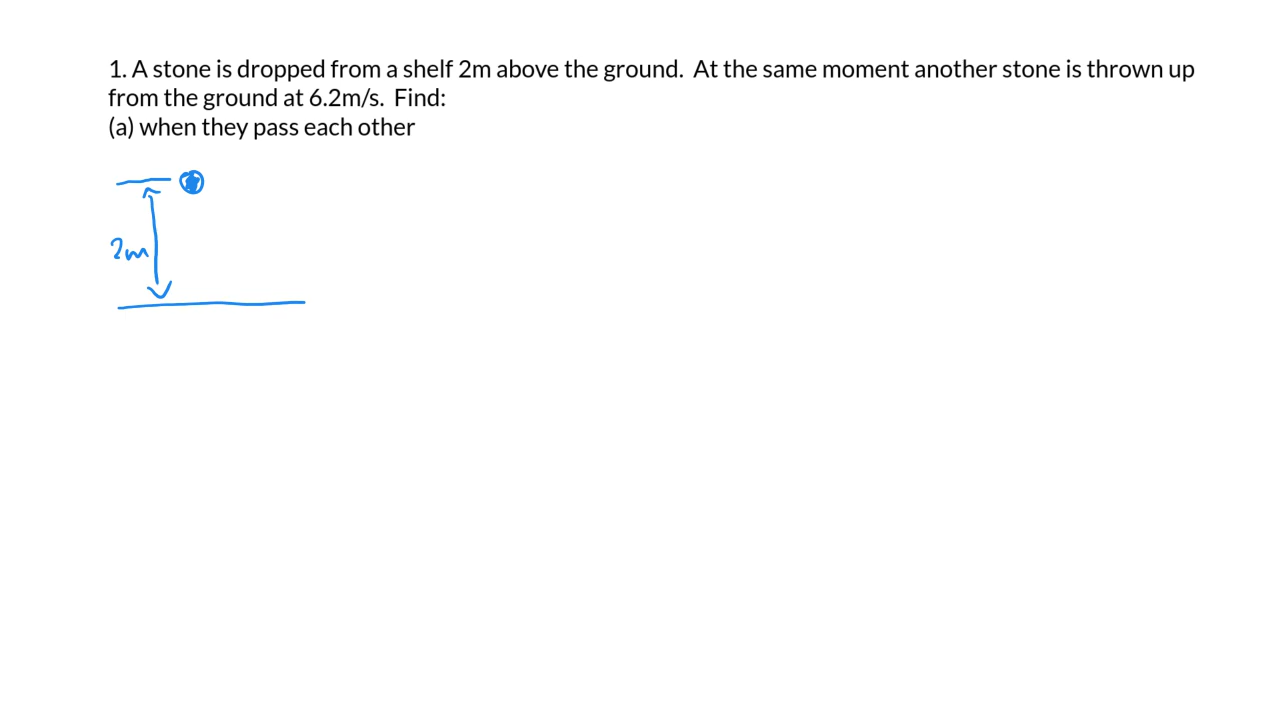 1. A stone is dropped from a shelf 2m above the ground.  At the same moment another stone is thrown up
from the ground at 6.2m/s.  Find:
(a) when they pass each other
2m